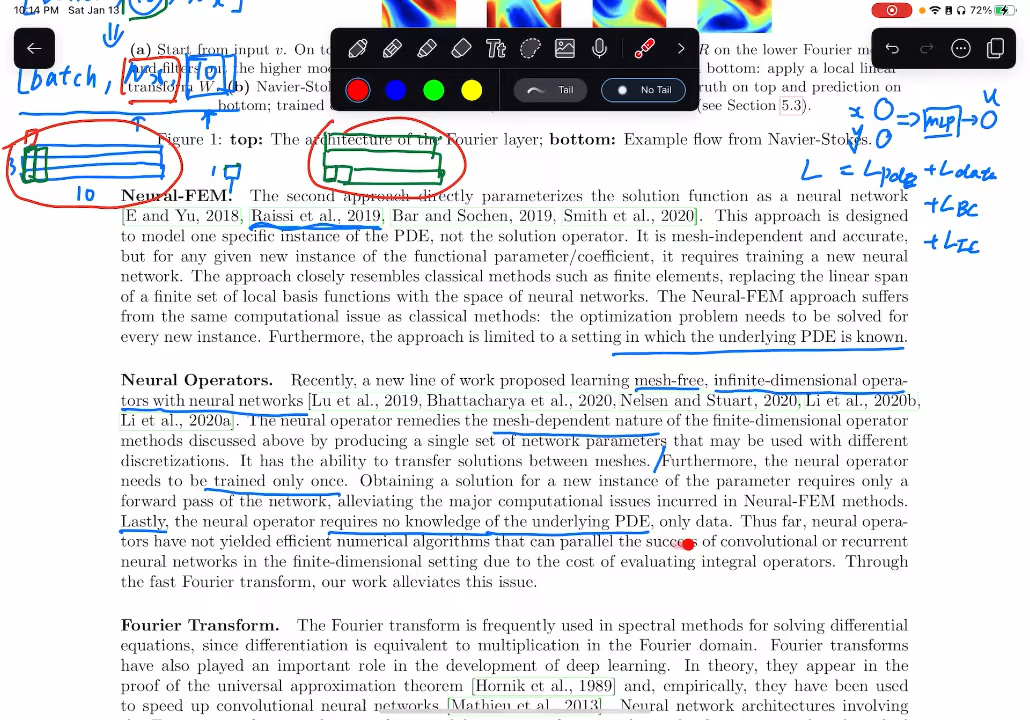 10:14 PM Sat Jan 13
72%
[batch, Nx, 10
(a) Start from input v. On to
R on the lower Fourier mo
and filters
the higher mod
bottom: apply a local linear
transform W. (b) Navier-Stok
ruth on top and prediction on
bottom; trained
(see Section 5.3).
Tt
Tail
No Tail
Figure 1: top: The architecture of the Fourier layer; bottom: Example flow from Navier-Stokes.
x
y
=> MLP → u
L = Lpde + Ldata
+ LBC
+ LIC
3
10
1
Neural-FEM. The second approach directly parameterizes the solution function as a neural network
[E and Yu, 2018, Raissi et al., 2019, Bar and Sochen, 2019, Smith et al., 2020]. This approach is designed
to model one specific instance of the PDE, not the solution operator. It is mesh-independent and accurate,
but for any given new instance of the functional parameter/coefficient, it requires training a new neural
network. The approach closely resembles classical methods such as finite elements, replacing the linear span
of a finite set of local basis functions with the space of neural networks. The Neural-FEM approach suffers
from the same computational issue as classical methods: the optimization problem needs to be solved for
every new instance. Furthermore, the approach is limited to a setting in which the underlying PDE is known.
Neural Operators. Recently, a new line of work proposed learning mesh-free, infinite-dimensional opera-
tors with neural networks [Lu et al., 2019, Bhattacharya et al., 2020, Nelsen and Stuart, 2020, Li et al., 2020b,
Li et al., 2020a]. The neural operator remedies the mesh-dependent nature of the finite-dimensional operator
methods discussed above by producing a single set of network parameters that may be used with different
discretizations. It has the ability to transfer solutions between meshes. Furthermore, the neural operator
needs to be trained only once. Obtaining a solution for a new instance of the parameter requires only a
forward pass of the network, alleviating the major computational issues incurred in Neural-FEM methods.
Lastly, the neural operator requires no knowledge of the underlying PDE, only data. Thus far, neural opera-
tors have not yielded efficient numerical algorithms that can parallel the success of convolutional or recurrent
neural networks in the finite-dimensional setting due to the cost of evaluating integral operators. Through
the fast Fourier transform, our work alleviates this issue.
Fourier Transform. The Fourier transform is frequently used in spectral methods for solving differential
equations, since differentiation is equivalent to multiplication in the Fourier domain. Fourier transforms
have also played an important role in the development of deep learning. In theory, they appear in the
proof of the universal approximation theorem [Hornik et al., 1989] and, empirically, they have been used
to speed up convolutional neural networks [Mathieu et al., 2013]. Neural network architectures involving